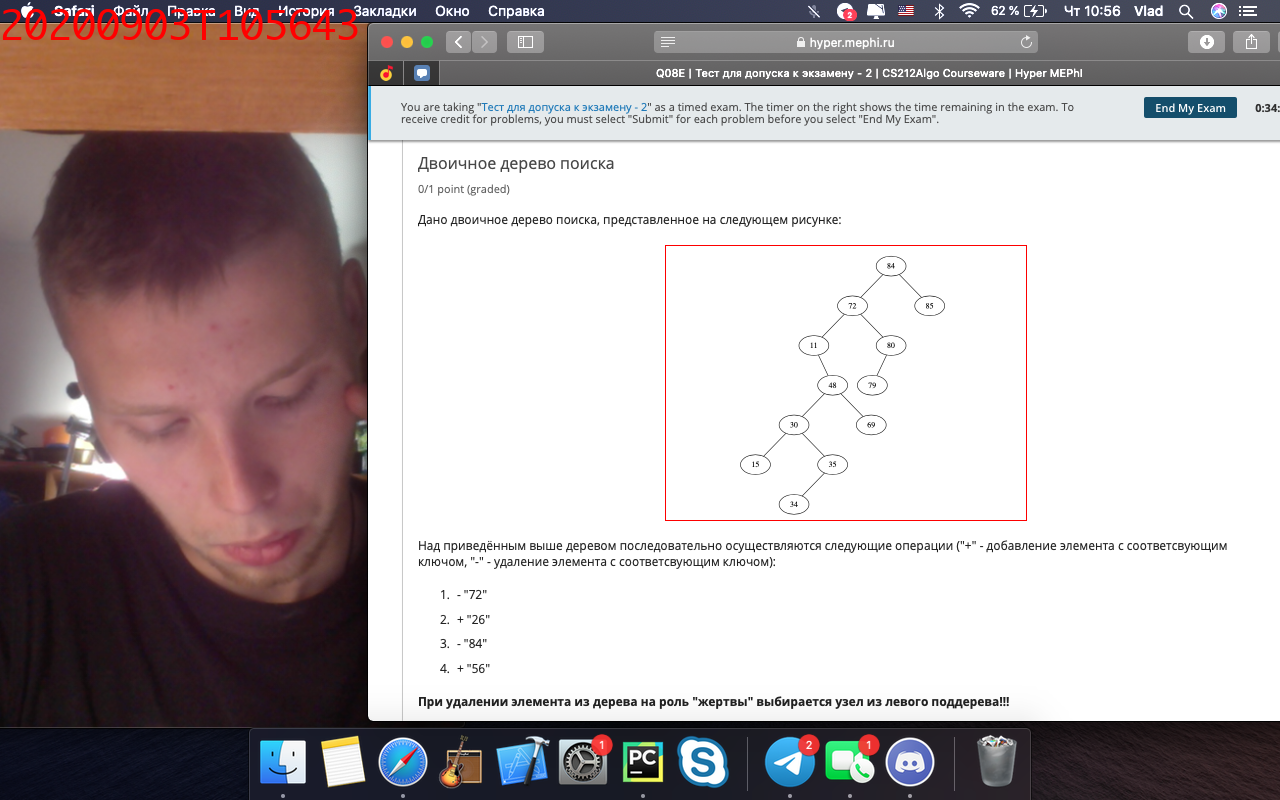 20200903T105643
Safari Файл Правка Вид История Закладки Окно Справка
2
62 % Чт 10:56 Vlad
hyper.mephi.ru
Q08E | Тест для допуска к экзамену - 2 | CS212Algo Courseware | Hyper MEPhI
You are taking "Тест для допуска к экзамену - 2" as a timed exam. The timer on the right shows the time remaining in the exam. To
receive credit for problems, you must select "Submit" for each problem before you select "End My Exam".
End My Exam
0:34:
Двоичное дерево поиска
0/1 point (graded)
Дано двоичное дерево поиска, представленное на следующем рисунке:
84
72 85
11 80
48 79
30 69
15 35
34
Над приведённым выше деревом последовательно осуществляются следующие операции ("+" - добавление элемента с соответсвующим
ключом, "-" - удаление элемента с соответсвующим ключом):
1. - "72"
2. + "26"
3. - "84"
4. + "56"
При удалении элемента из дерева на роль "жертвы" выбирается узел из левого поддерева!!!
1
PC
2
1